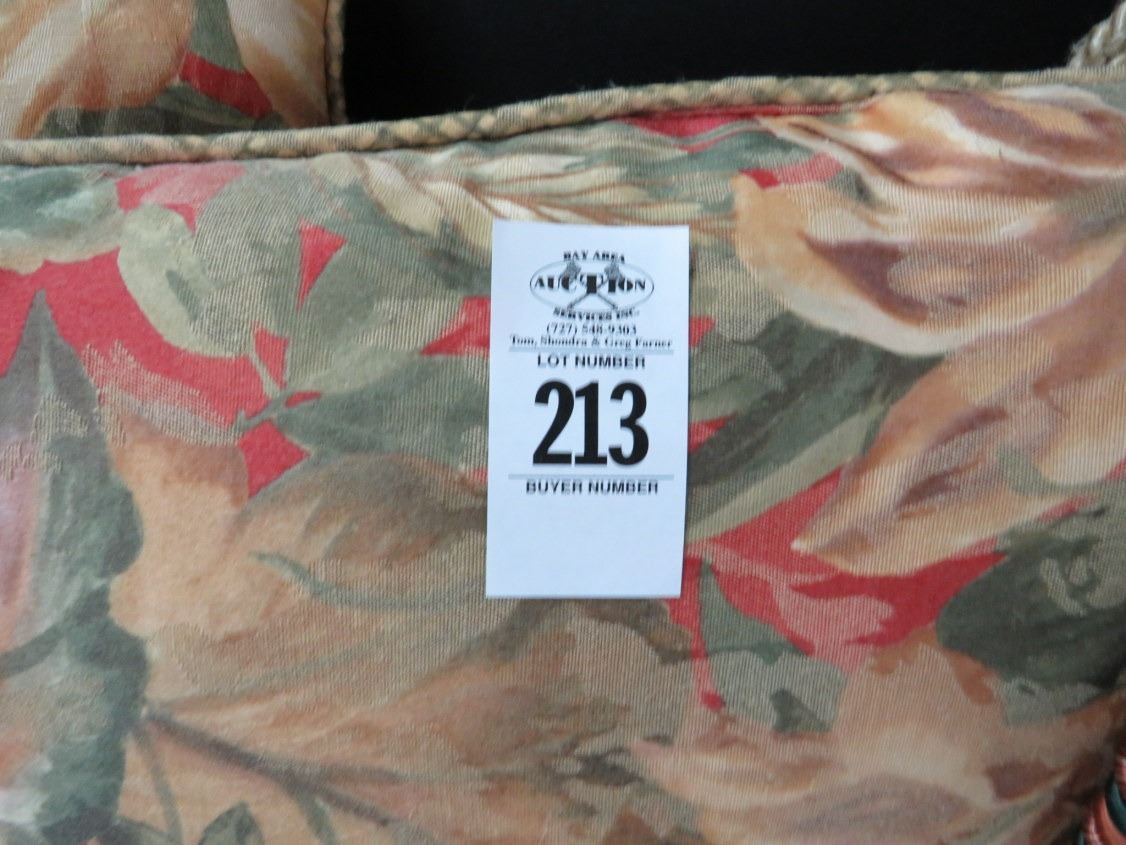 BAY AREA
AUCTION
SERVICES INC.
(727) 548-9303
Tom, Shondra & Greg Farner
LOT NUMBER
213
BUYER NUMBER